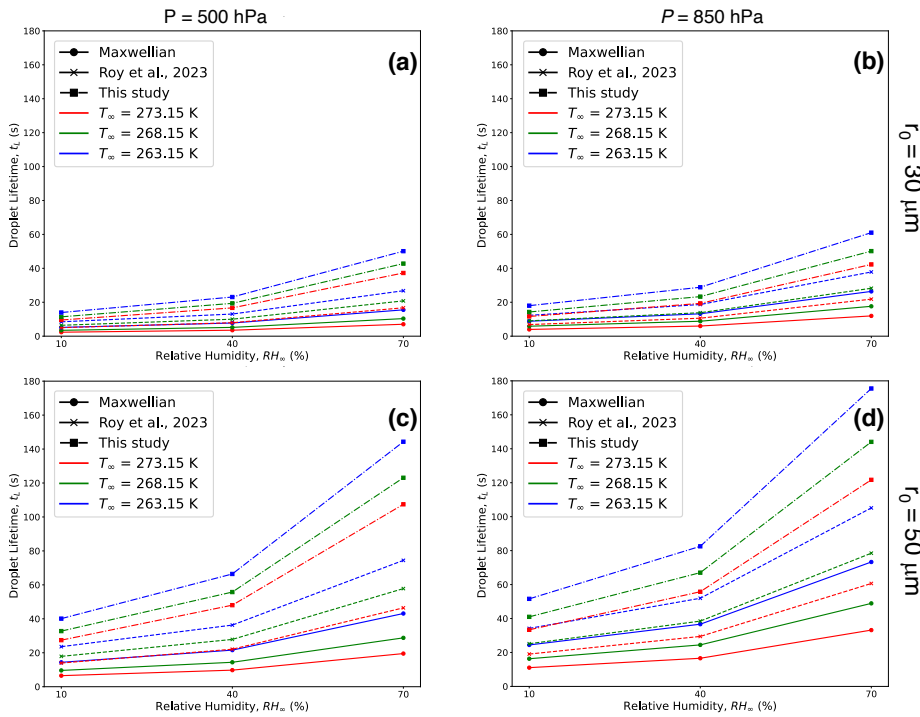 P = 500 hPa
P = 850 hPa
180
160
140
120
100
80
60
40
20
0
Droplet Lifetime, t_L (s)
Maxwellian
Roy et al., 2023
This study
T∞ = 273.15 K
T∞ = 268.15 K
T∞ = 263.15 K
(a)
10
40
70
Relative Humidity, RH∞ (%)
180
160
140
120
100
80
60
40
20
0
Droplet Lifetime, t_L (s)
Maxwellian
Roy et al., 2023
This study
T∞ = 273.15 K
T∞ = 268.15 K
T∞ = 263.15 K
(b)
10
40
70
Relative Humidity, RH∞ (%)
r₀ = 30 μm
180
160
140
120
100
80
60
40
20
0
Droplet Lifetime, t_L (s)
Maxwellian
Roy et al., 2023
This study
T∞ = 273.15 K
T∞ = 268.15 K
T∞ = 263.15 K
(c)
10
40
70
Relative Humidity, RH∞ (%)
180
160
140
120
100
80
60
40
20
0
Droplet Lifetime, t_L (s)
Maxwellian
Roy et al., 2023
This study
T∞ = 273.15 K
T∞ = 268.15 K
T∞ = 263.15 K
(d)
10
40
70
Relative Humidity, RH∞ (%)
r₀ = 50 μm